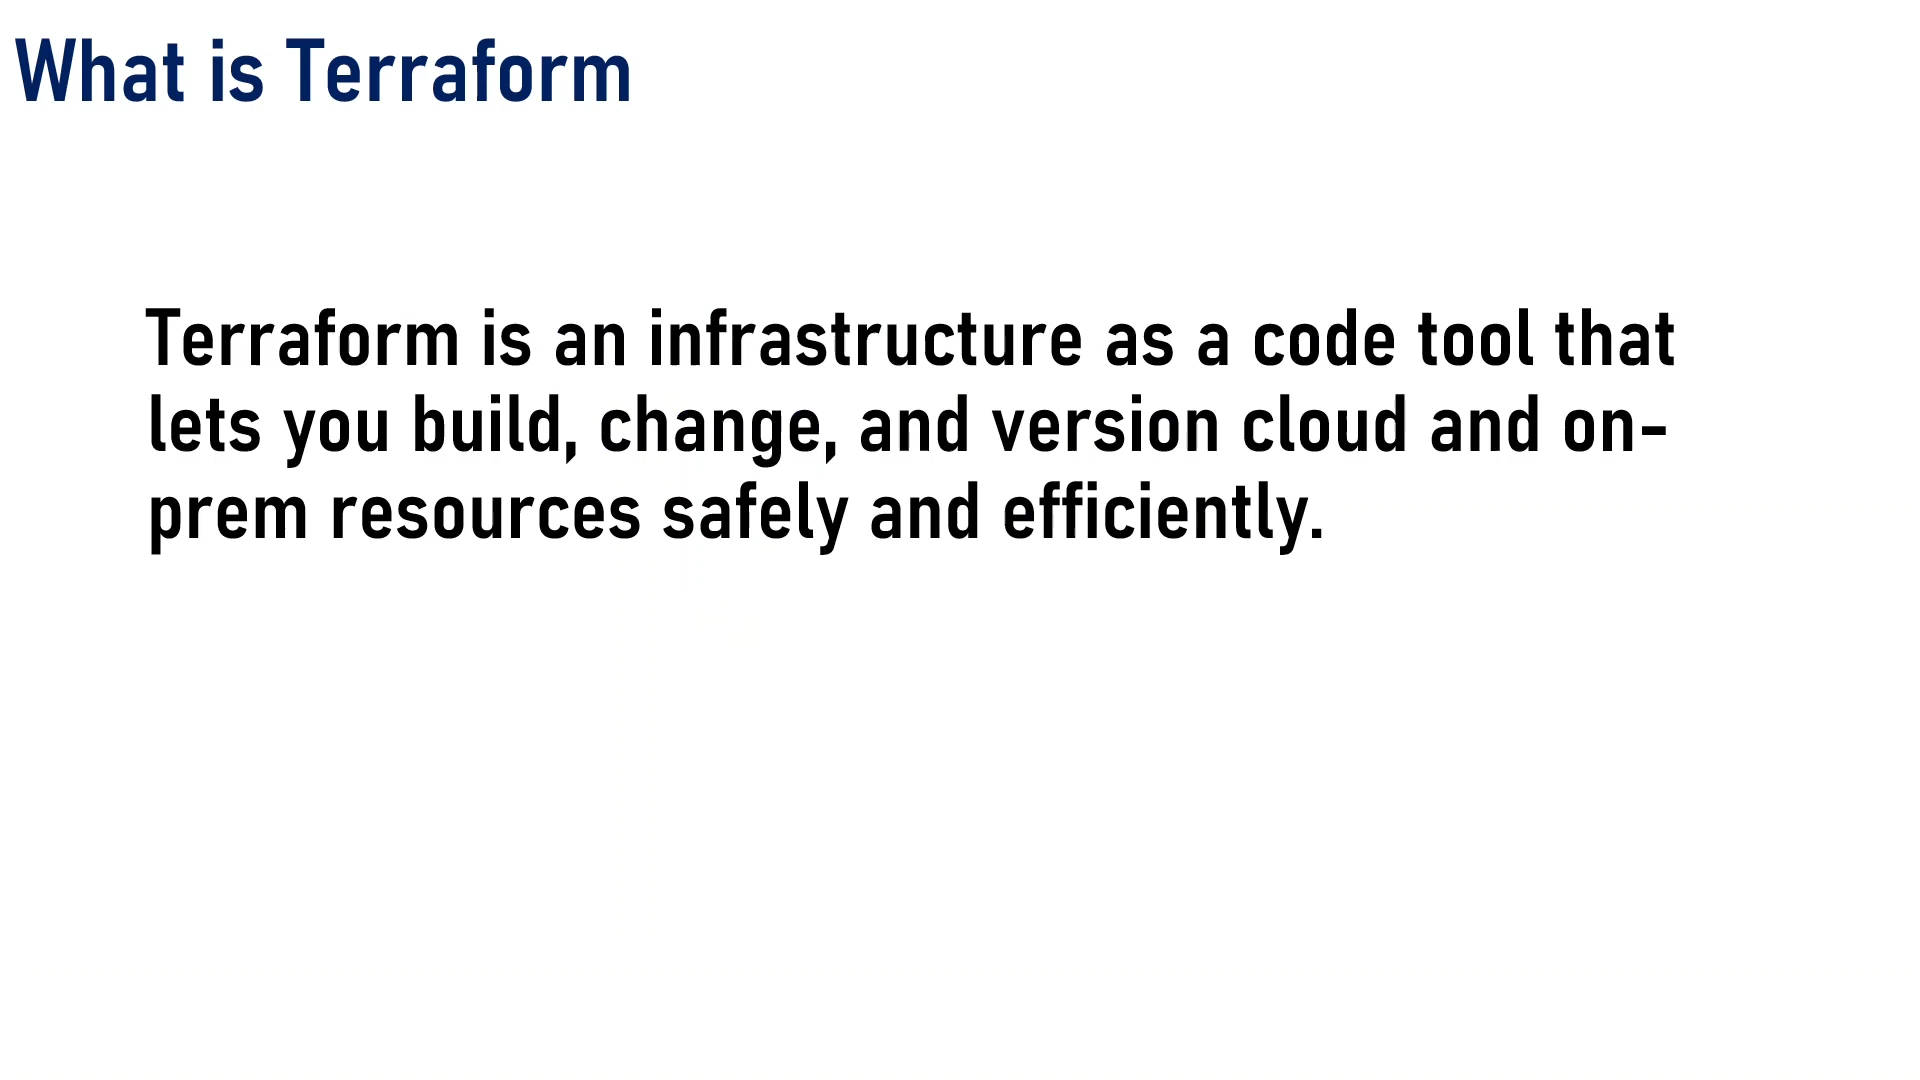 What is Terraform
Terraform is an infrastructure as a code tool that
lets you build, change, and version cloud and on-
prem resources safely and efficiently.